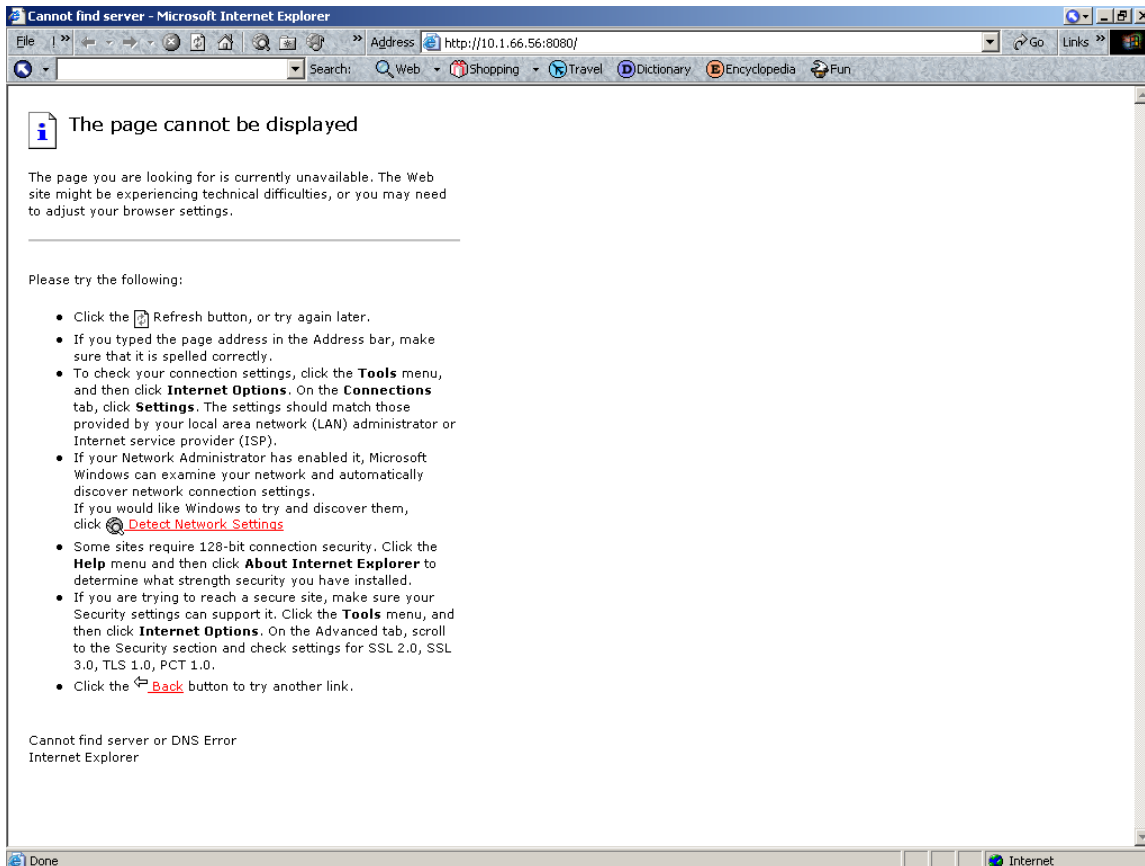 Cannot find server - Microsoft Internet Explorer
File
Address http://10.1.66.56:8080/ Go Links »
Search: Web Shopping Travel Dictionary Encyclopedia Fun
The page cannot be displayed
The page you are looking for is currently unavailable. The Web
site might be experiencing technical difficulties, or you may need
to adjust your browser settings.
Please try the following:
Click the Refresh button, or try again later.
If you typed the page address in the Address bar, make
sure that it is spelled correctly.
To check your connection settings, click the Tools menu,
and then click Internet Options. On the Connections
tab, click Settings. The settings should match those
provided by your local area network (LAN) administrator or
Internet service provider (ISP).
If your Network Administrator has enabled it, Microsoft
Windows can examine your network and automatically
discover network connection settings.
If you would like Windows to try and discover them,
click Detect Network Settings
Some sites require 128-bit connection security. Click the
Help menu and then click About Internet Explorer to
determine what strength security you have installed.
If you are trying to reach a secure site, make sure your
Security settings can support it. Click the Tools menu, and
then click Internet Options. On the Advanced tab, scroll
to the Security section and check settings for SSL 2.0, SSL
3.0, TLS 1.0, PCT 1.0.
Click the Back button to try another link.
Cannot find server or DNS Error
Internet Explorer
Done Internet